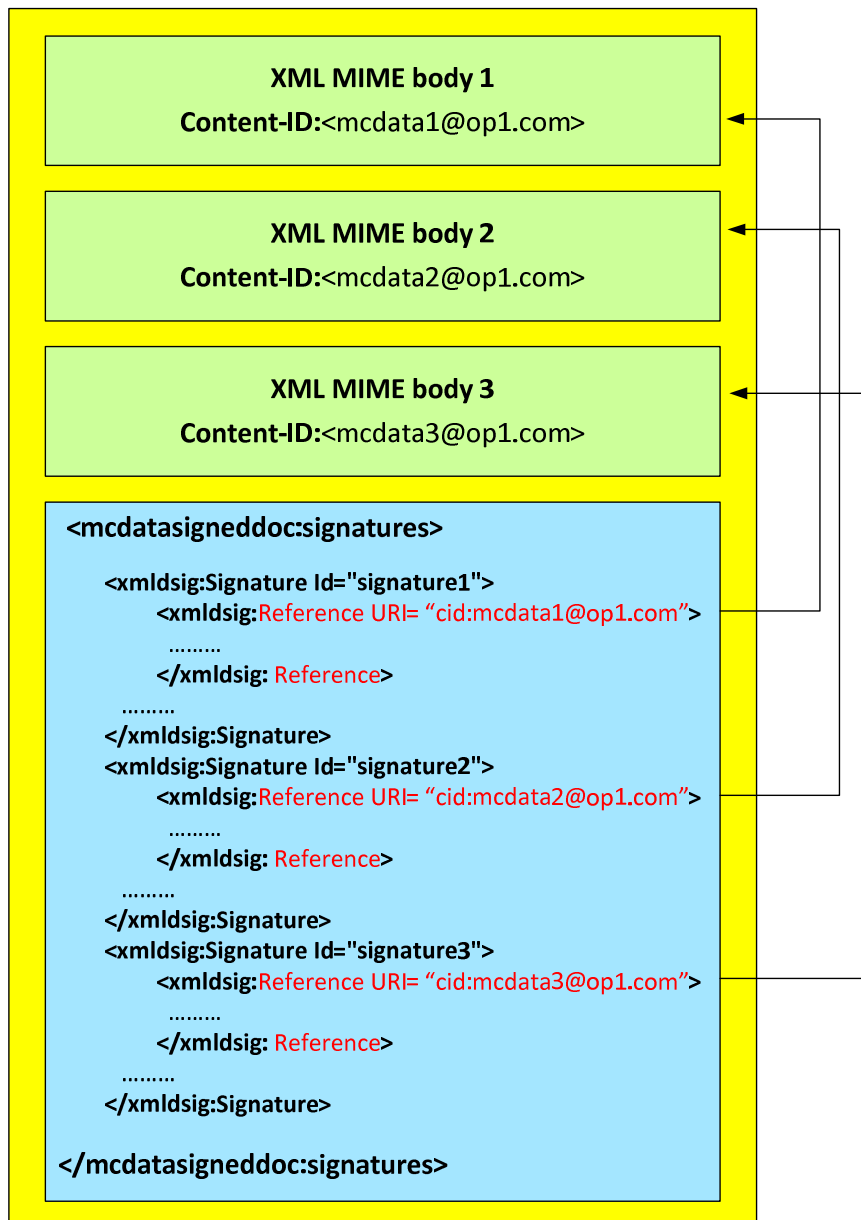 XML MIME body 1
Content-ID:<mcdata1@op1.com>
XML MIME body 2
Content-ID:<mcdata2@op1.com>
XML MIME body 3
Content-ID:<mcdata3@op1.com>
<mcdatasigneddoc:signatures>
<xmldsig:Signature Id="signature1">
<xmldsig:Reference URI= “cid:mcdata1@op1.com”>
………
</xmldsig: Reference>
………
</xmldsig:Signature>
<xmldsig:Signature Id="signature2">
<xmldsig:Reference URI= “cid:mcdata2@op1.com”>
………
</xmldsig: Reference>
………
</xmldsig:Signature>
<xmldsig:Signature Id="signature3">
<xmldsig:Reference URI= “cid:mcdata3@op1.com”>
………
</xmldsig: Reference>
………
</xmldsig:Signature>
</mcdatasigneddoc:signatures>